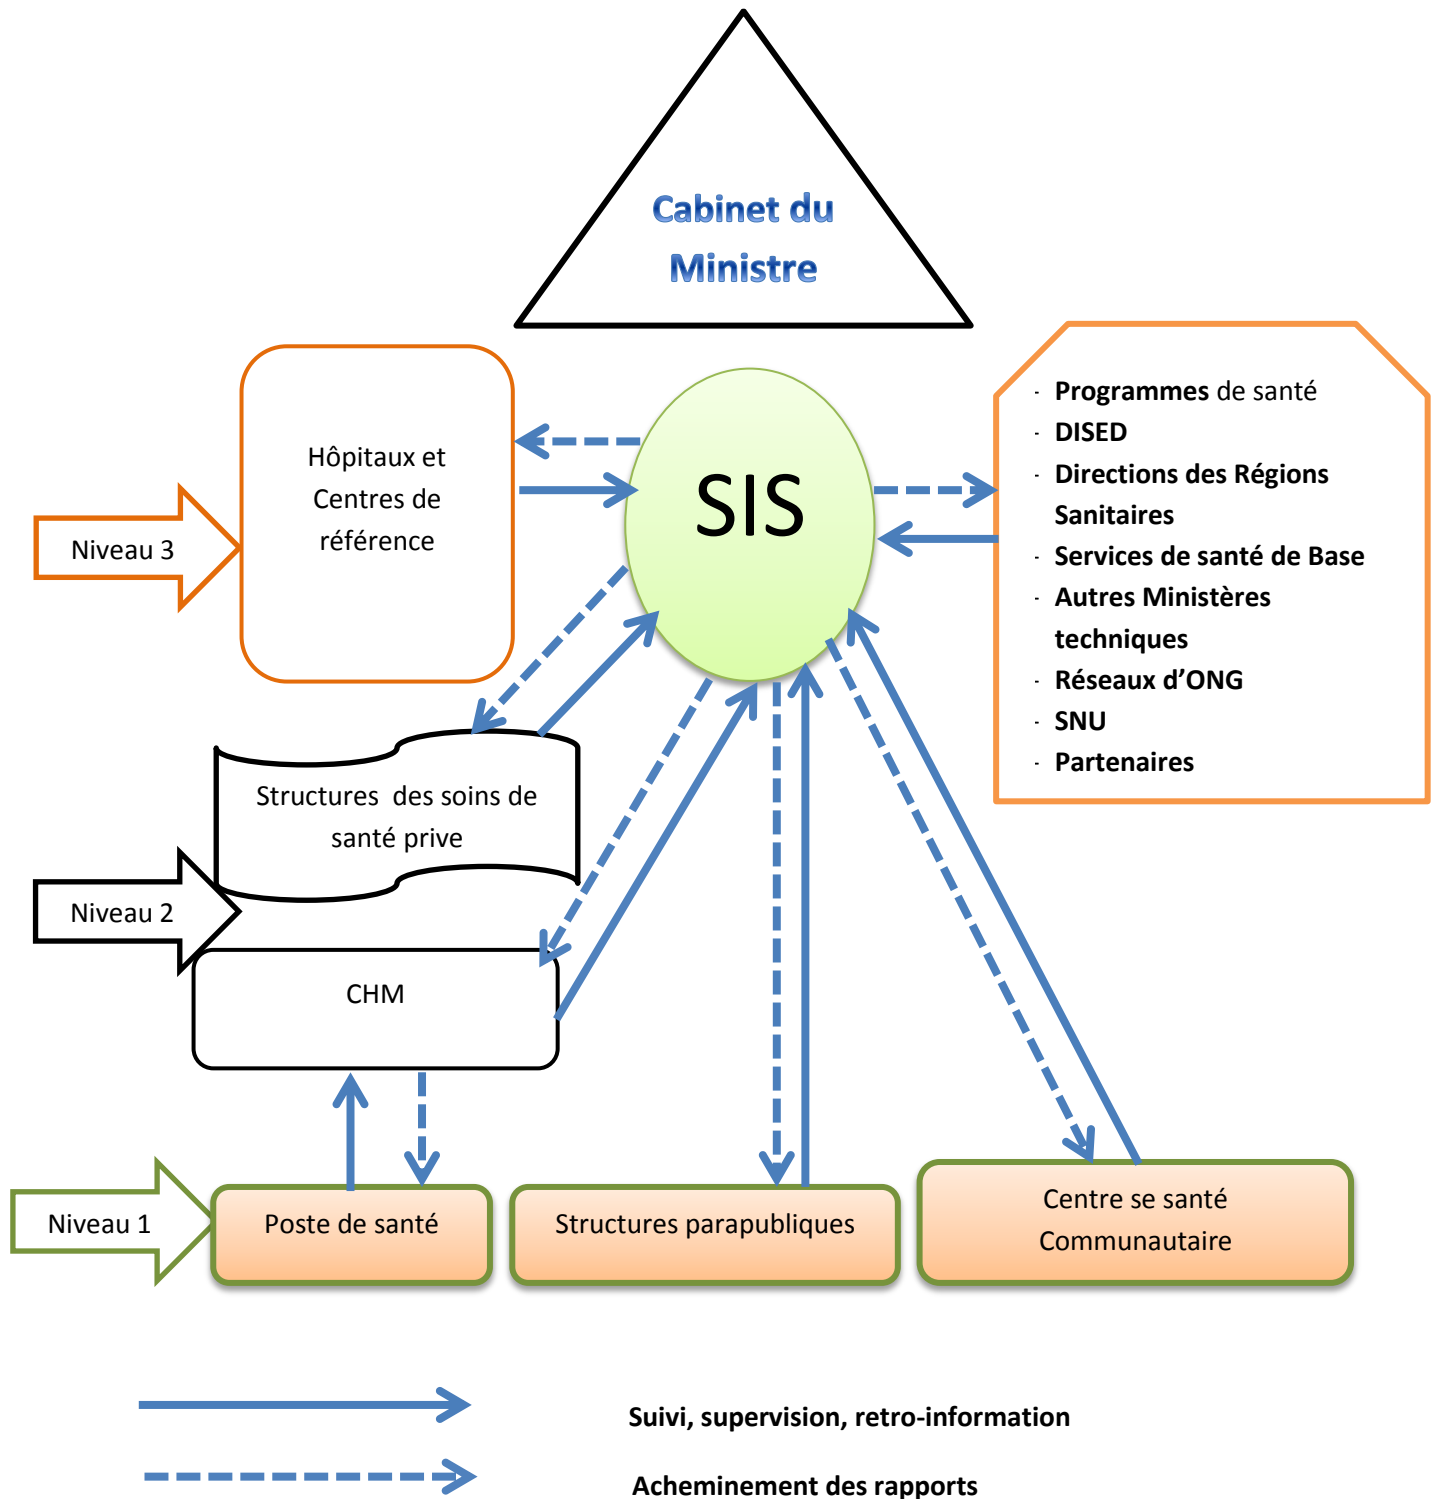 Cabinet du
Ministre
Hôpitaux et
Centres de
référence
SIS
- Programmes de santé
- DISED
- Directions des Régions
Sanitaires
- Services de santé de Base
- Autres Ministères
techniques
- Réseaux d’ONG
- SNU
- Partenaires
Niveau 3
Structures des soins de
santé prive
Niveau 2
CHM
Niveau 1
Poste de santé
Structures parapubliques
Centre se santé
Communautaire
Suivi, supervision, retro-information
Acheminement des rapports